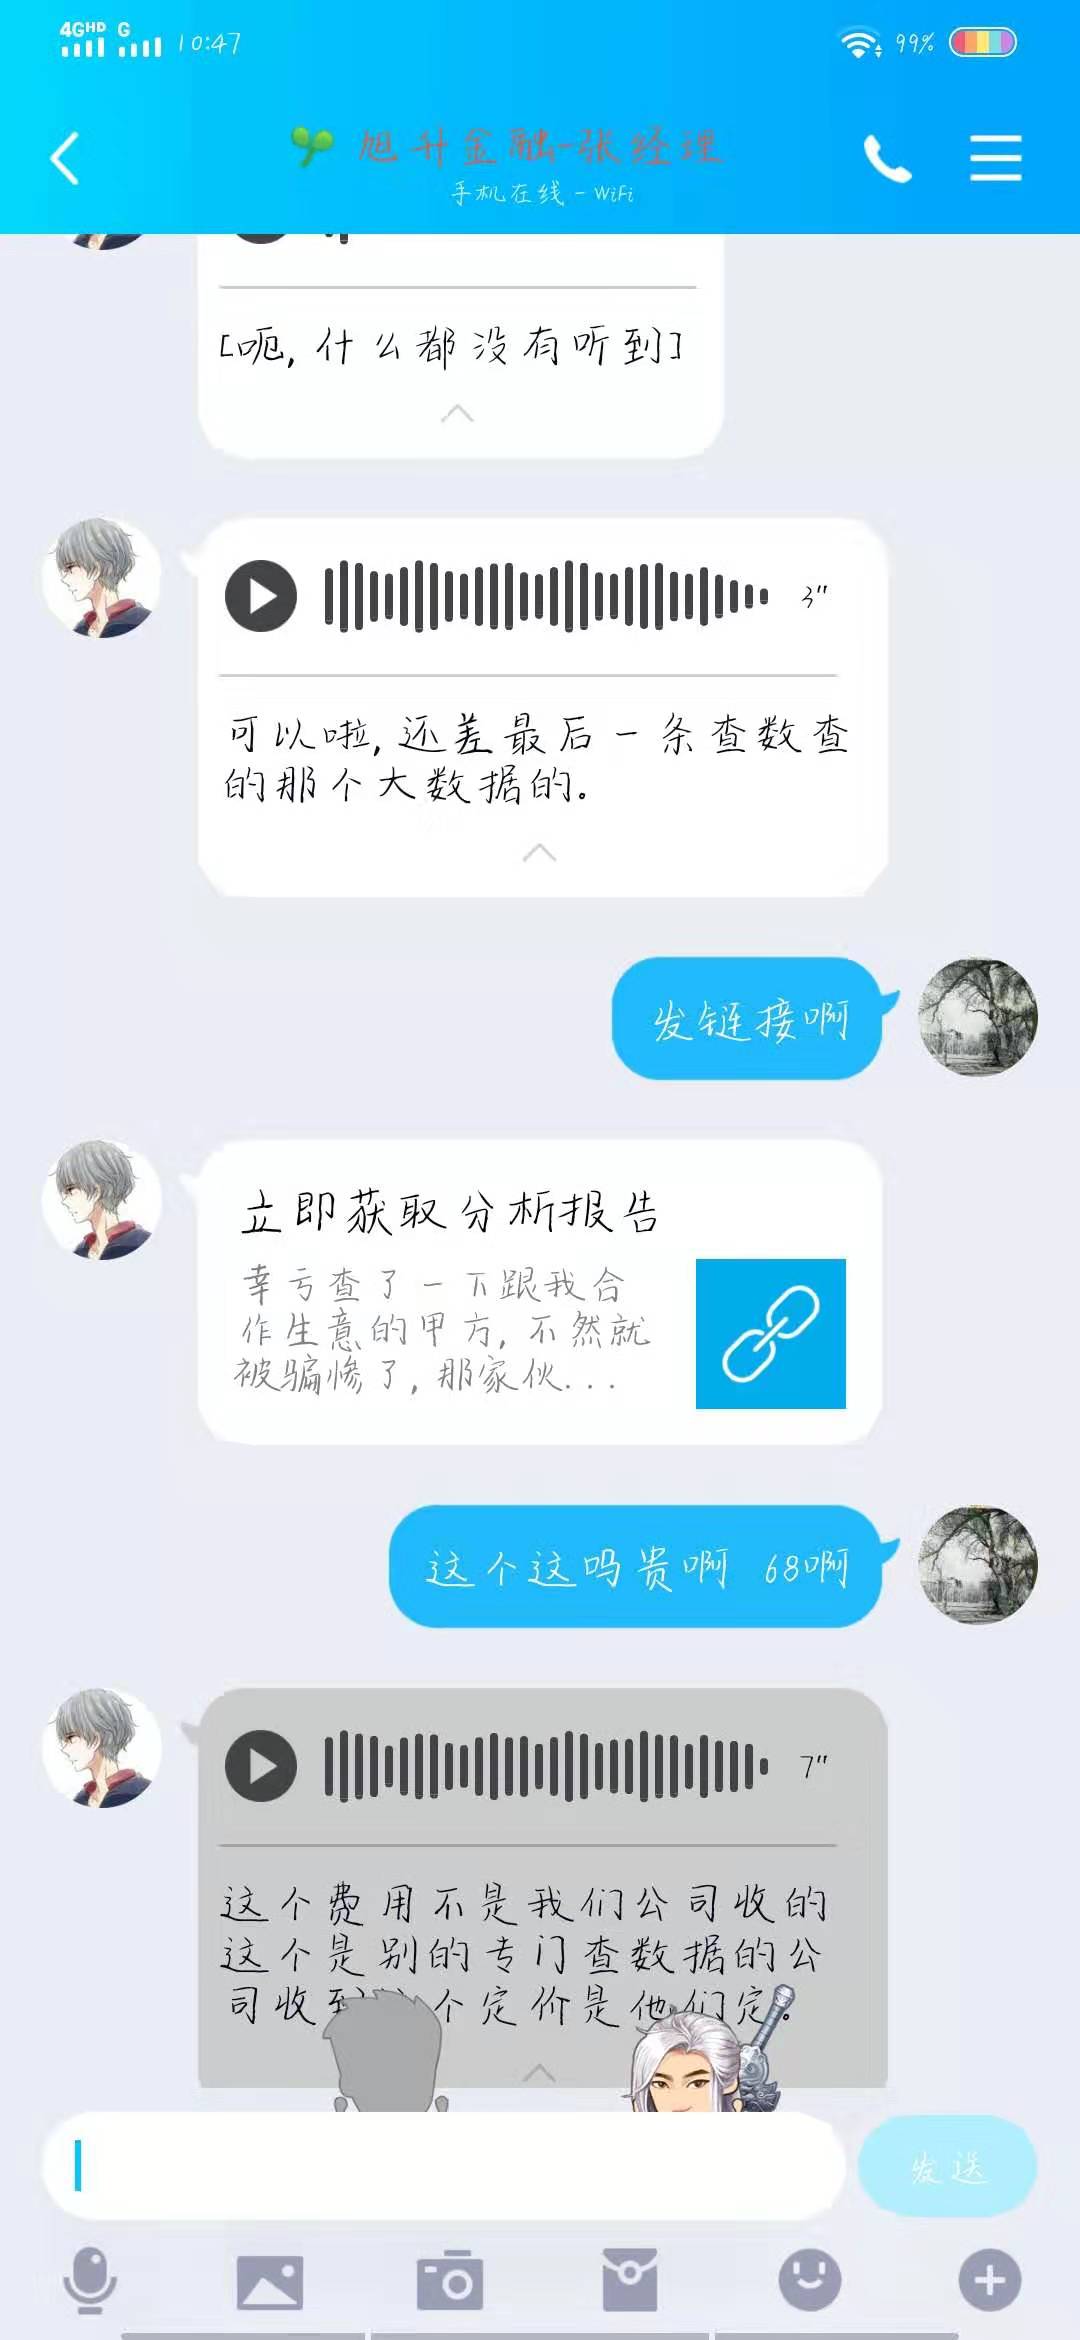 4GHD G 10:47 99%
旭升金融-张经理
手机在线 - WiFi
[呃, 什么都没有听到]
3"
可以啦, 还差最后一条查数查
的那个大数据的.
发链接啊
立即获取分析报告
幸亏查了一下跟我合
作生意的甲方, 不然就
被骗惨了, 那家伙...
这个这吗贵啊 68啊
7"
这个费用不是我们公司收的
这个是别的专门查数据的公
司收到 个定价是他们定.
发送